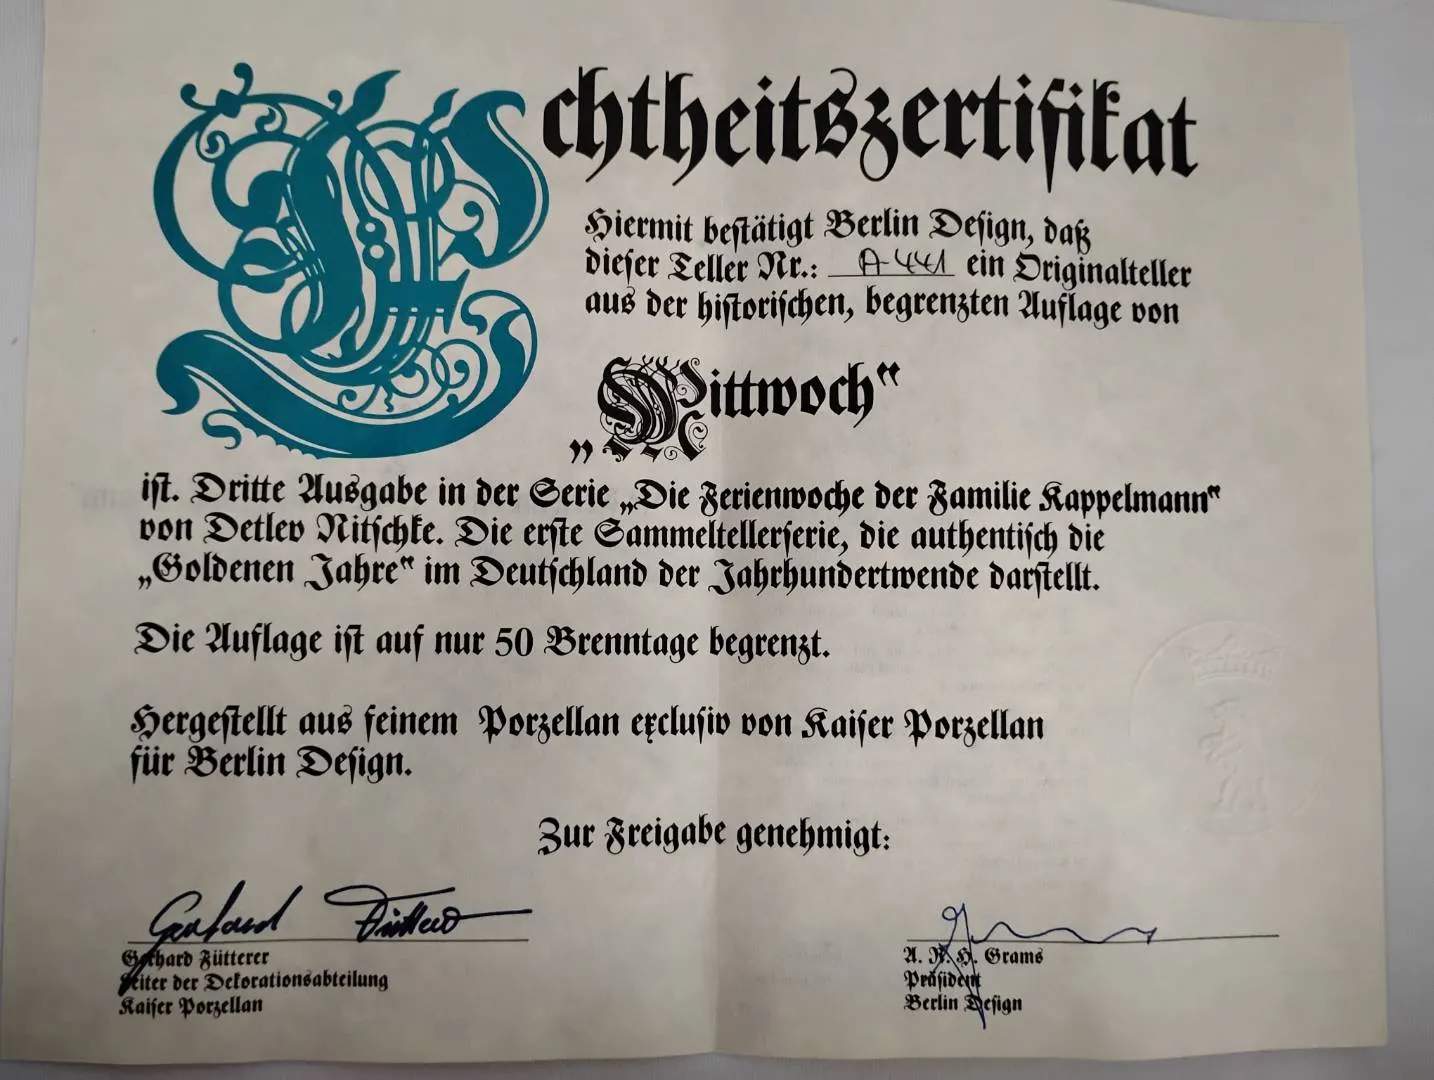 Echtheitszertifikat
Hiermit bestätigt Berlin Design, daß
dieser Teller Nr.: A-441 ein Originalteller
aus der historischen, begrenzten Auflage von
„Mittwoch“
ist. Dritte Ausgabe in der Serie „Die Ferienwoche der Familie Kappelmann“
von Detlev Nitschke. Die erste Sammeltellerserie, die authentisch die
„Goldenen Jahre“ im Deutschland der Jahrhundertwende darstellt.
Die Auflage ist auf nur 50 Brenntage begrenzt.
Hergestellt aus feinem Porzellan exclusiv von Kaiser Porzellan
für Berlin Design.
Zur Freigabe genehmigt:
Gerhard Fütterer
Gerhard Fütterer
Leiter der Dekorationsabteilung
Kaiser Porzellan
A. R. H. Grams
Präsident
Berlin Design